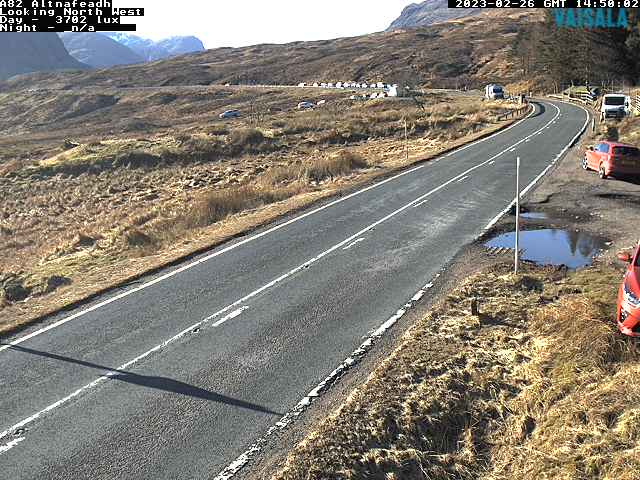 A82 Altnafeadh
Looking North West
Day - 3702 lux
Night - n/a
2023-02-26 GMT 14:50:02
VAISALA